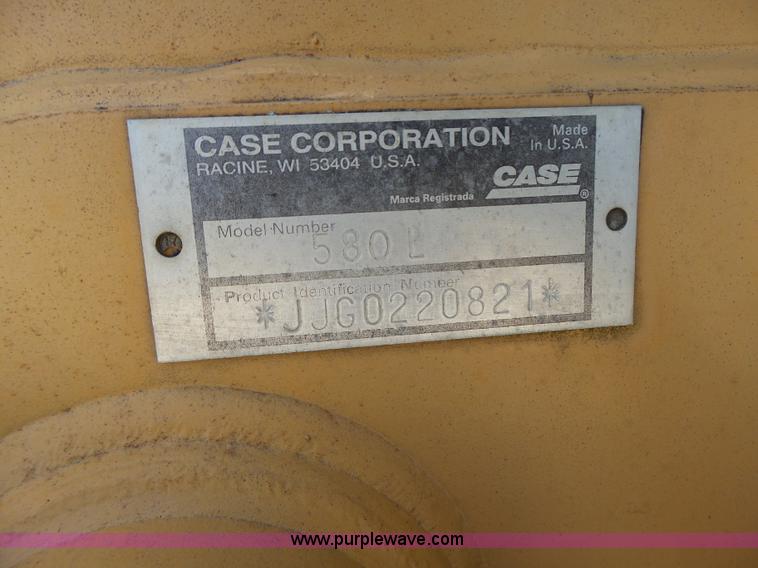 CASE CORPORATION
RACINE, WI 53404 U.S.A.
Made
In U.S.A.
Marca Registrada
CASE
®
Model Number
580L
Product Identification Number
*JJG0220821*
www.purplewave.com